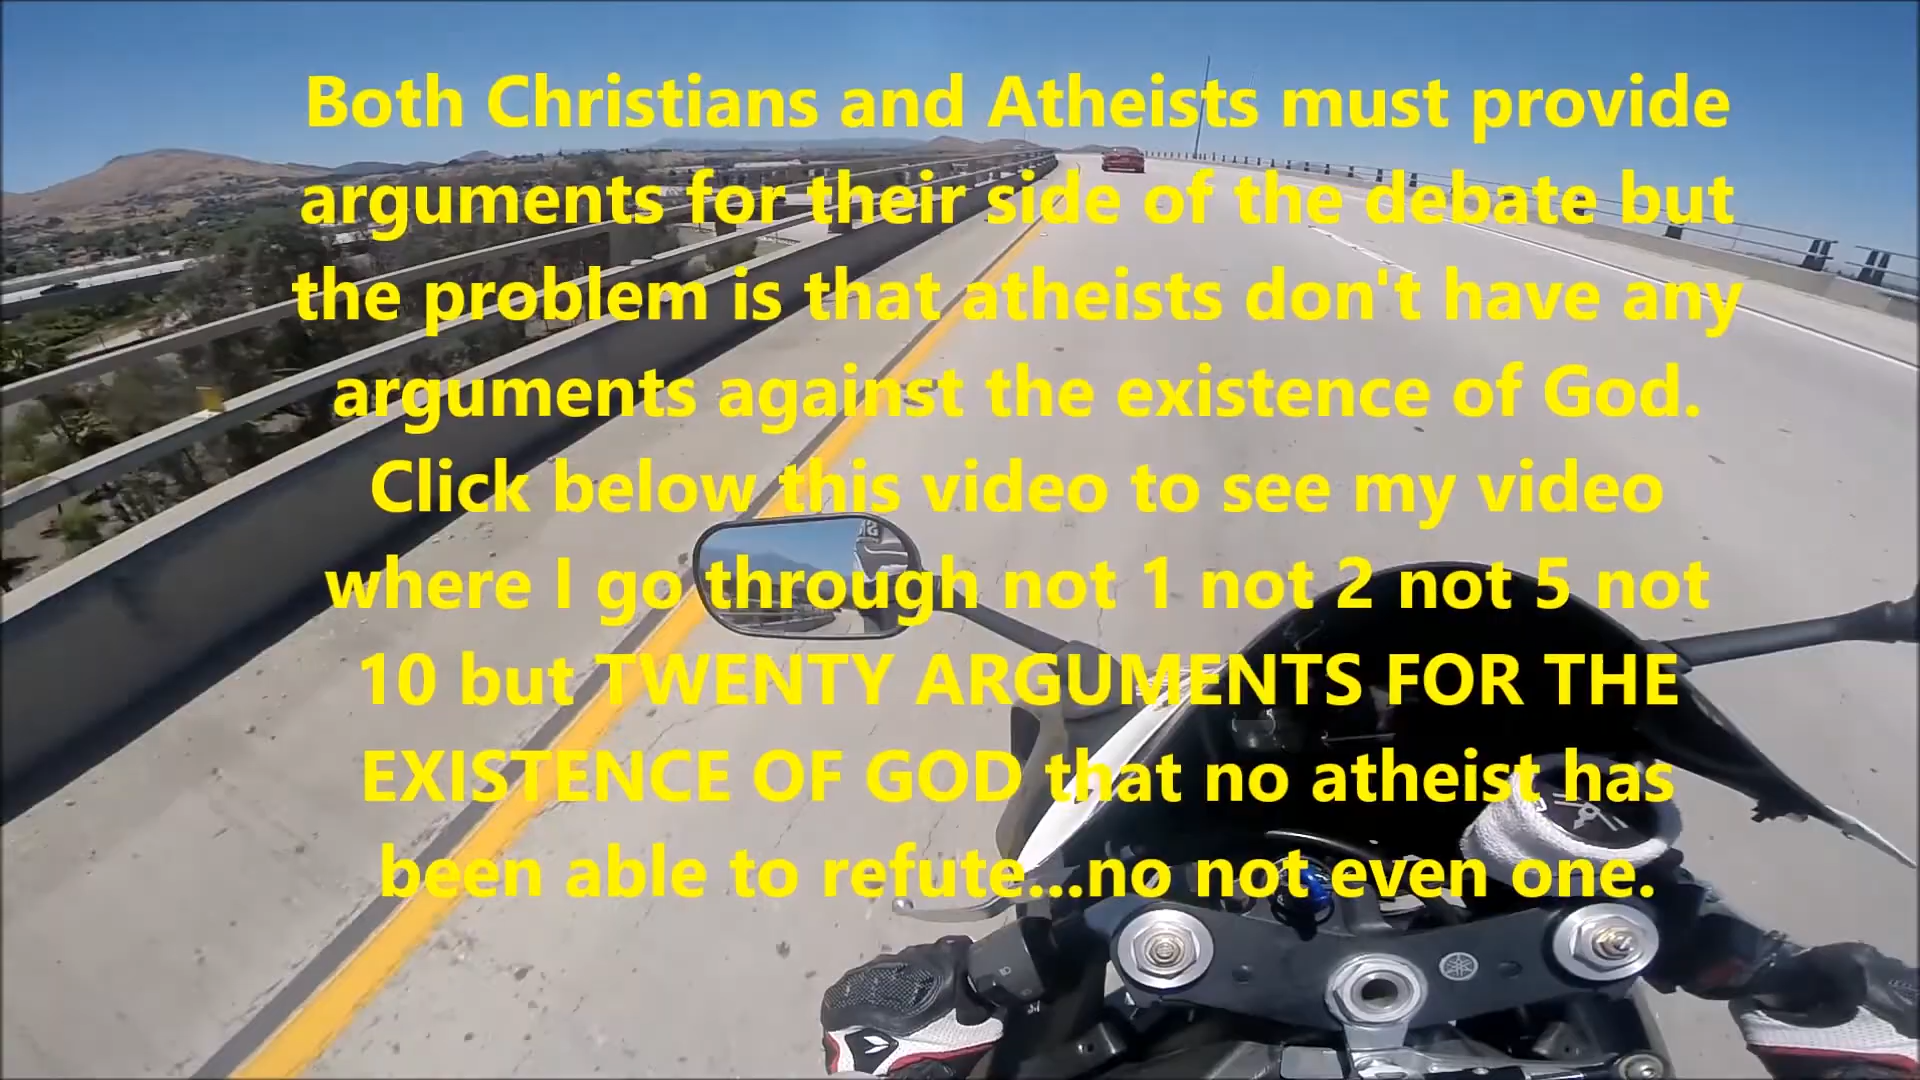 Both Christians and Atheists must provide
arguments for their side of the debate but
the problem is that atheists don't have any
arguments against the existence of God.
Click below this video to see my video
where I go through not 1 not 2 not 5 not
10 but TWENTY ARGUMENTS FOR THE
EXISTENCE OF GOD that no atheist has
been able to refute...no not even one.